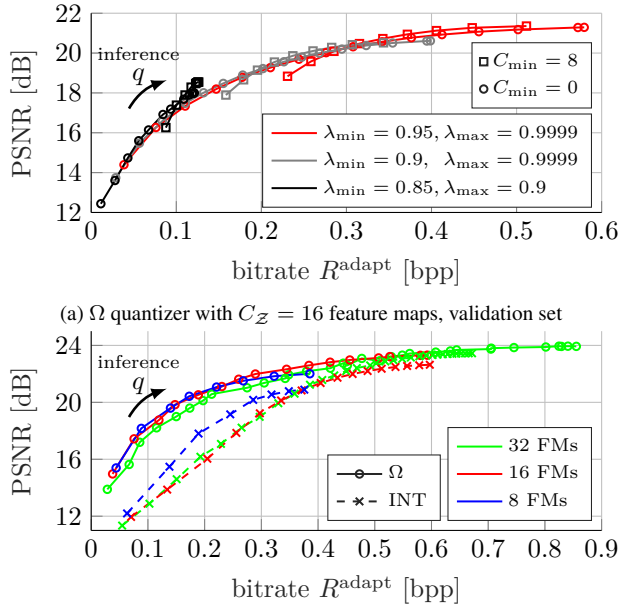 22
20
18
16
14
12
PSNR [dB]
inference
q
C_min = 8
C_min = 0
λ_min = 0.95, λ_max = 0.9999
λ_min = 0.9, λ_max = 0.9999
λ_min = 0.85, λ_max = 0.9
0 0.1 0.2 0.3 0.4 0.5 0.6
bitrate R^adapt [bpp]
(a) Ω quantizer with C_𝒵 = 16 feature maps, validation set
24
20
16
12
PSNR [dB]
inference
q
Ω
INT
32 FMs
16 FMs
8 FMs
0 0.1 0.2 0.3 0.4 0.5 0.6 0.7 0.8 0.9
bitrate R^adapt [bpp]